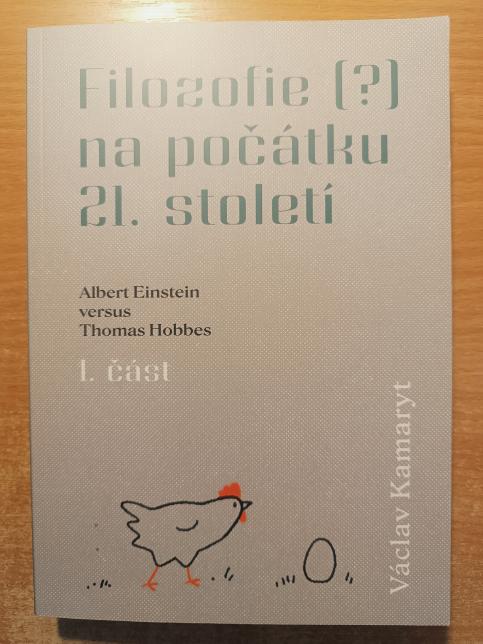 Filozofie (?)
na počátku
21. století
Albert Einstein
versus
Thomas Hobbes
1. část
Václav Kamaryt